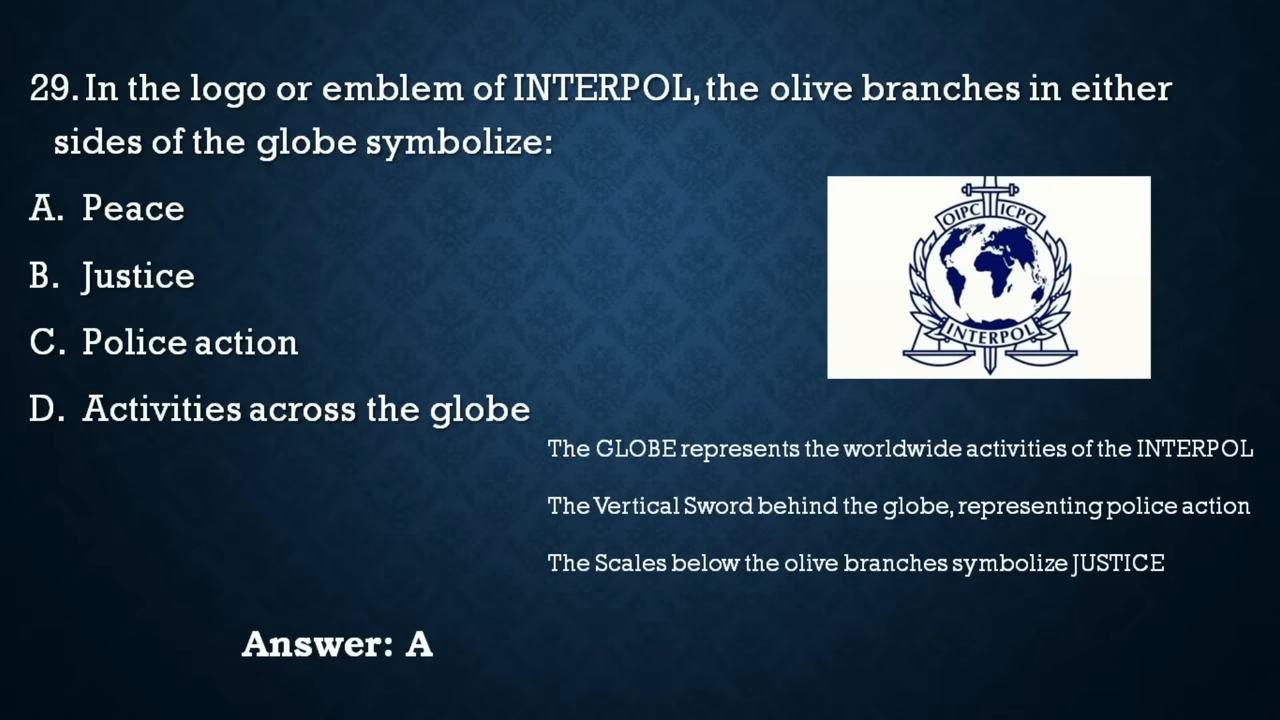 29. In the logo or emblem of INTERPOL, the olive branches in either
sides of the globe symbolize:
A. Peace
B. Justice
C. Police action
D. Activities across the globe
OIPC ICPO
INTERPOL
The GLOBE represents the worldwide activities of the INTERPOL
The Vertical Sword behind the globe, representing police action
The Scales below the olive branches symbolize JUSTICE
Answer: A